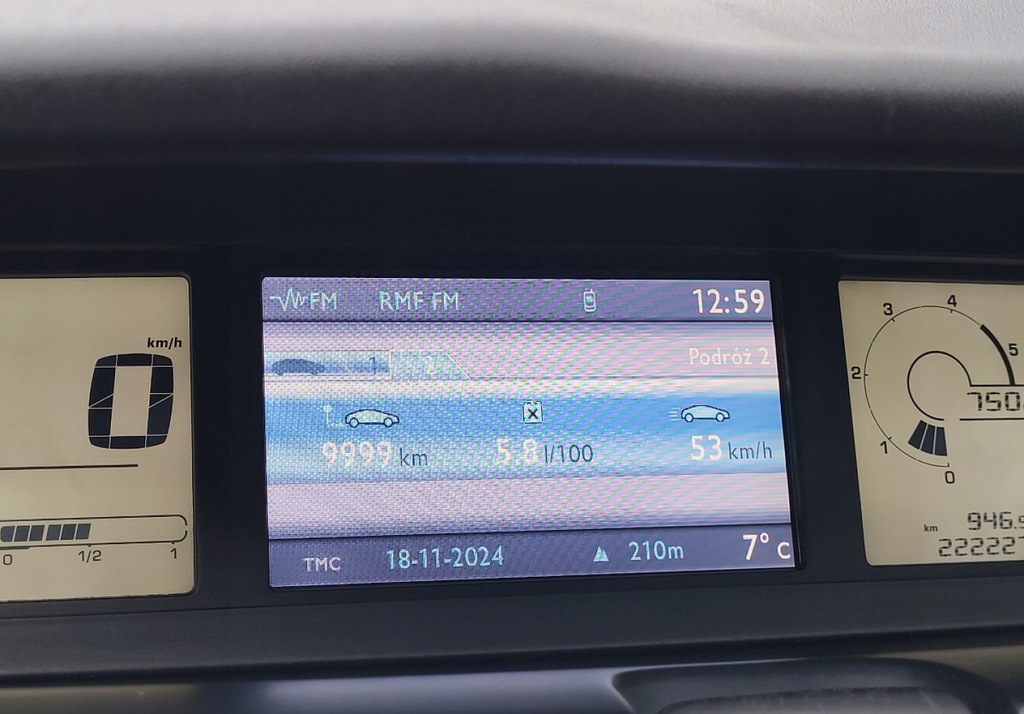 FM RMF FM 12:59
1 2 Podróż 2
9999 km 5.8 l/100 53 km/h
TMC 18-11-2024 210m 7° C
km/h
0
0 1/2 1
0 1 2 3 4 5
750
km 946.
22222